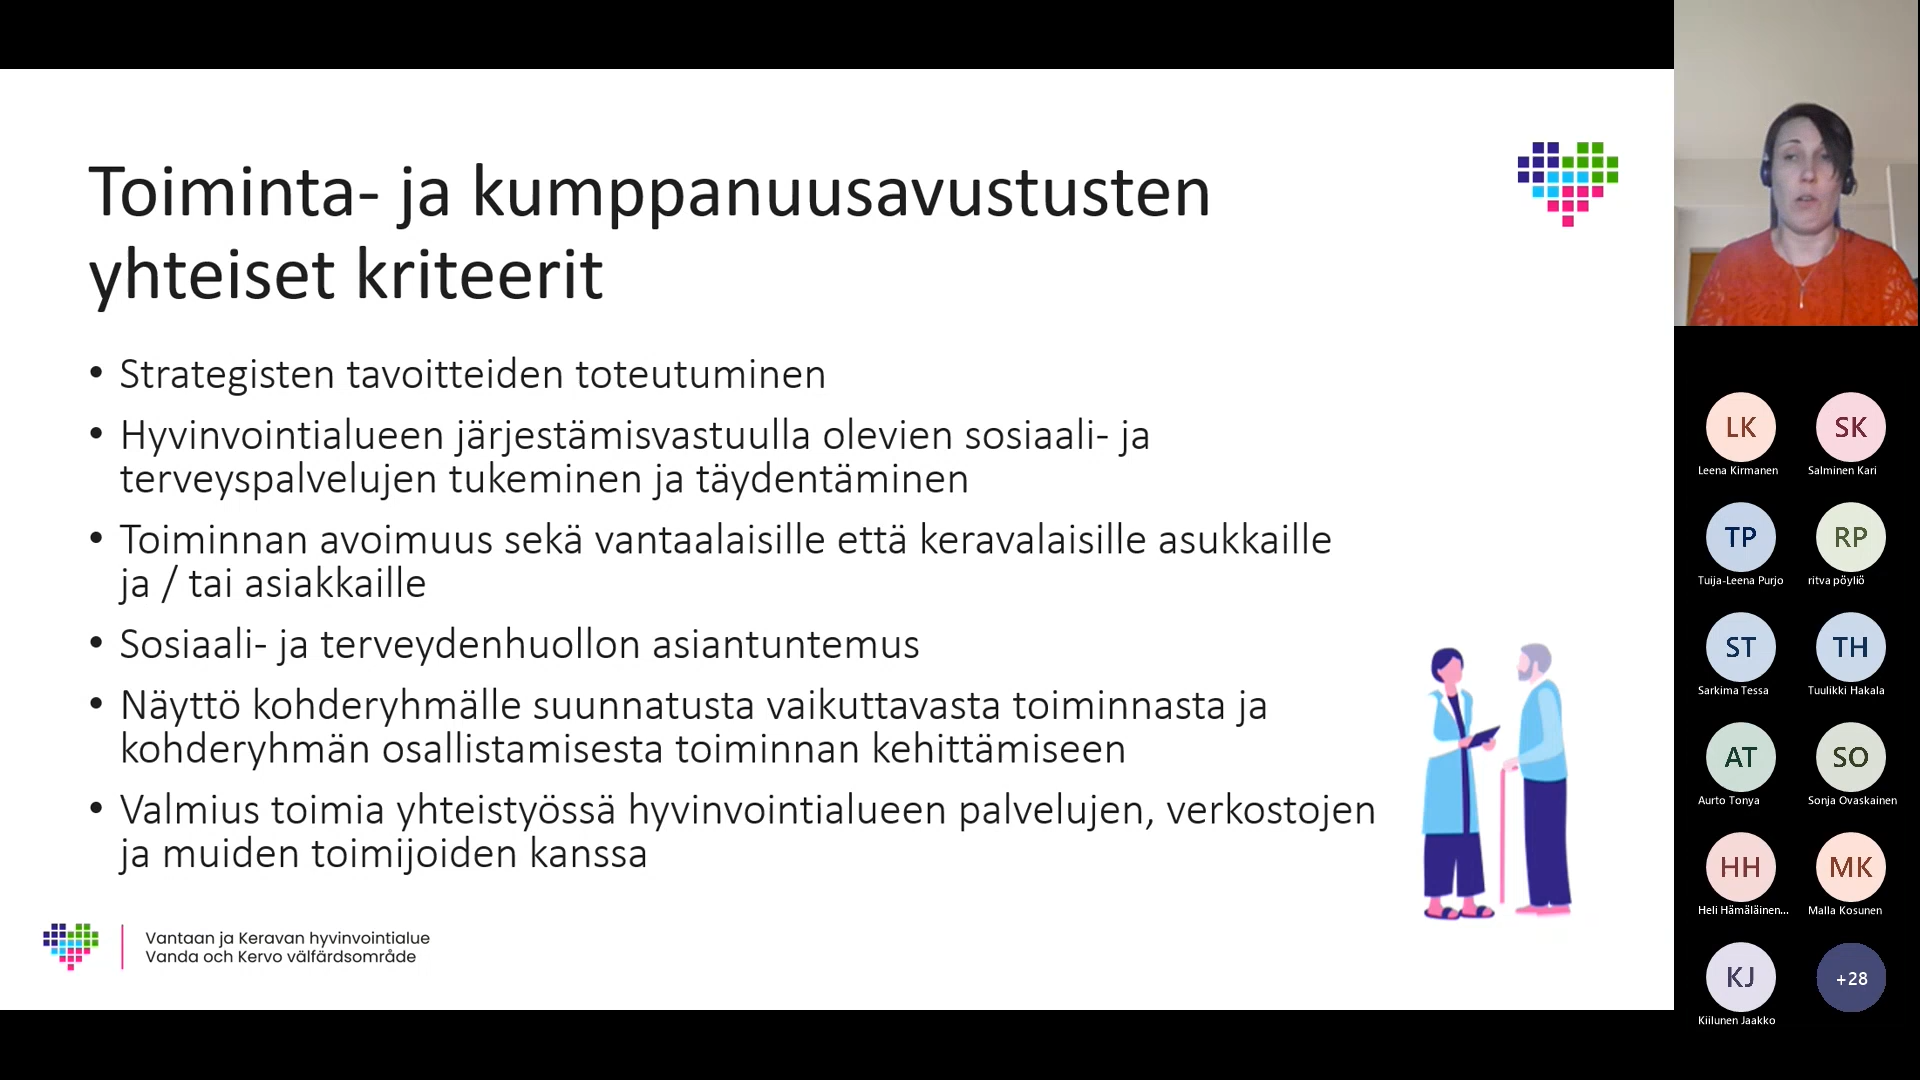 Toiminta- ja kumppanuusavustusten
yhteiset kriteerit
• Strategisten tavoitteiden toteutuminen
• Hyvinvointialueen järjestämisvastuulla olevien sosiaali- ja
terveyspalvelujen tukeminen ja täydentäminen
• Toiminnan avoimuus sekä vantaalaisille että keravalaisille asukkaille
ja / tai asiakkaille
• Sosiaali- ja terveydenhuollon asiantuntemus
• Näyttö kohderyhmälle suunnatusta vaikuttavasta toiminnasta ja
kohderyhmän osallistamisesta toiminnan kehittämiseen
• Valmius toimia yhteistyössä hyvinvointialueen palvelujen, verkostojen
ja muiden toimijoiden kanssa
Vantaan ja Keravan hyvinvointialue
Vanda och Kervo välfärdsområde
LK
Leena Kirmanen
SK
Salminen Kari
TP
Tuija-Leena Purjo
RP
ritva pöyliö
ST
Sarkima Tessa
TH
Tuulikki Hakala
AT
Aurto Tonya
SO
Sonja Ovaskainen
HH
Heli Hämäläinen...
MK
Malla Kosunen
KJ
Kiilunen Jaakko
+28